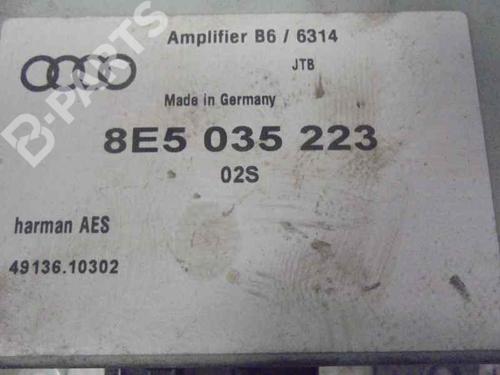 Amplifier B6 / 6314
JTB
Made in Germany
8E5 035 223
02S
harman AES
49136.10302
B-PARTS